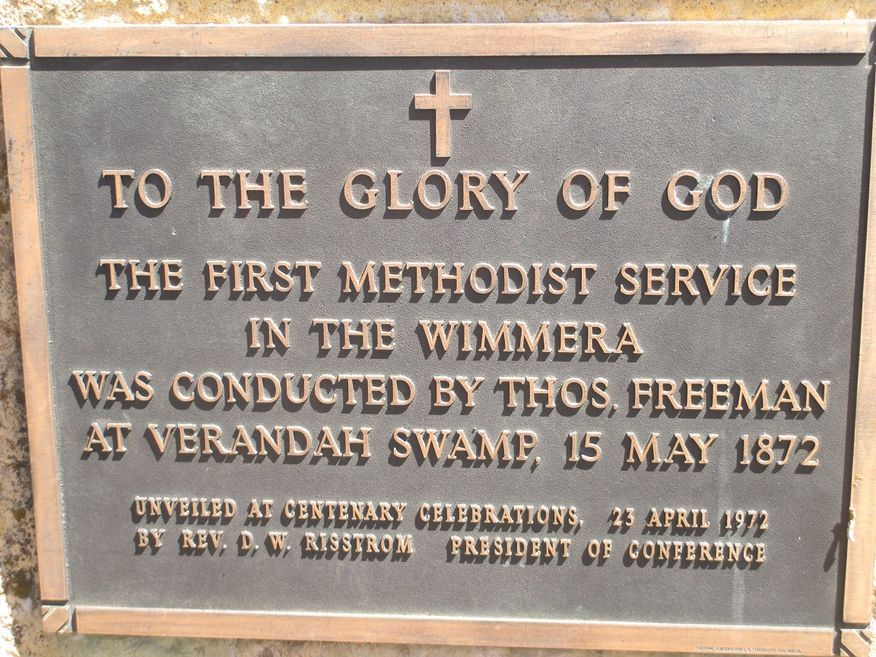 TO THE GLORY OF GOD
THE FIRST METHODIST SERVICE
IN THE WIMMERA
WAS CONDUCTED BY THOS. FREEMAN
AT VERANDAH SWAMP, 15 MAY 1872
UNVEILED AT CENTENARY CELEBRATIONS, 23 APRIL 1972
BY REV. D. W. RISSTROM PRESIDENT OF CONFERENCE